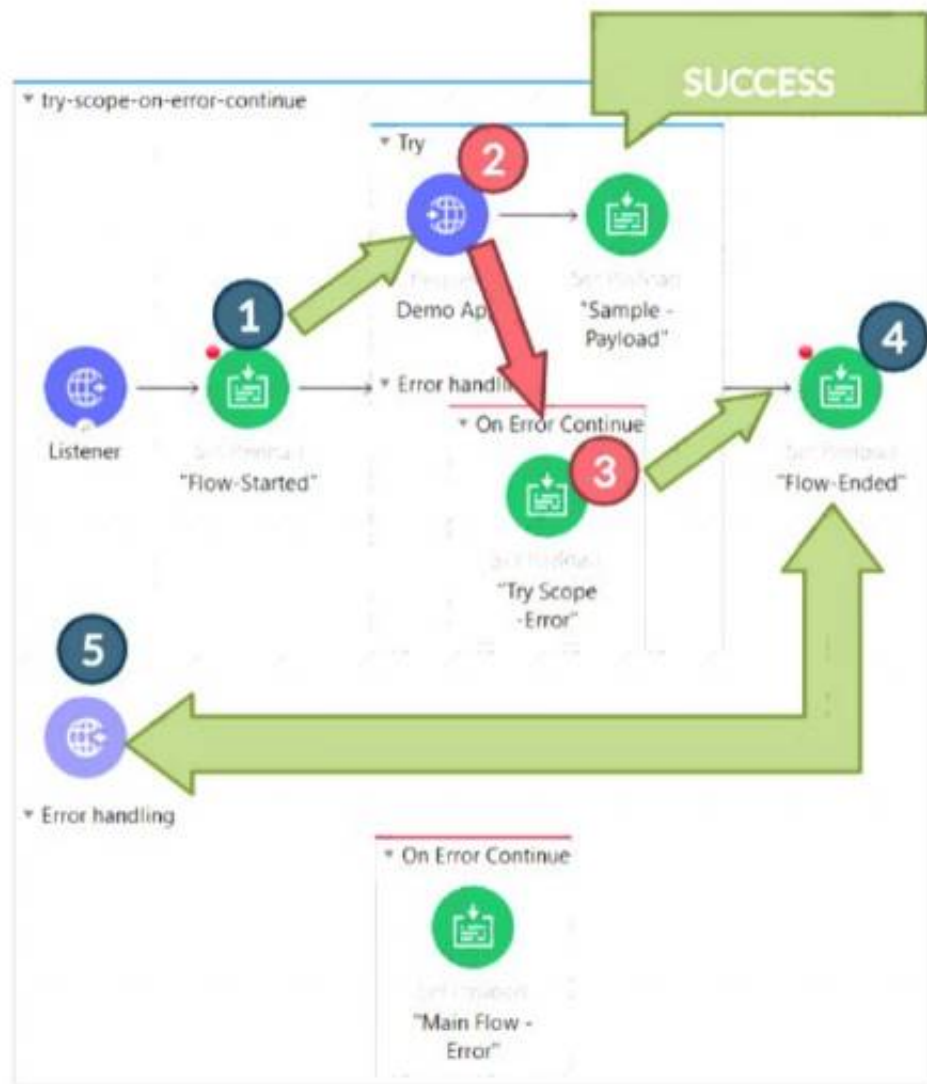 SUCCESS
try-scope-on-error-continue
Try
2
1
Demo Ap
"Sample -
Payload"
4
Error handli
On Error Continue
Listener
3
"Flow-Started"
"Flow-Ended"
"Try Scope
-Error"
5
Error handling
On Error Continue
"Main Flow -
Error"